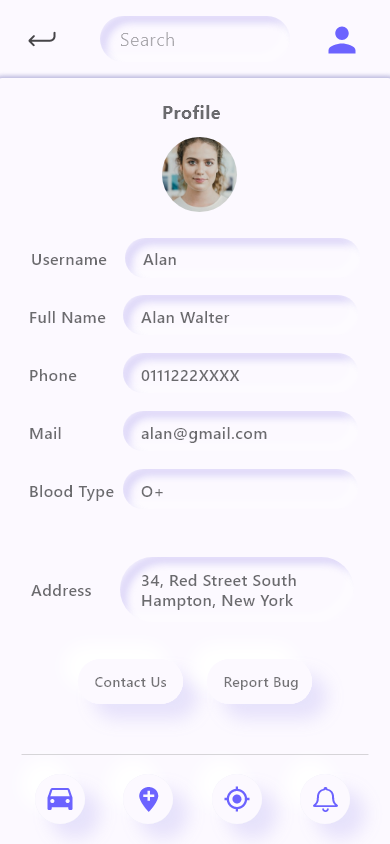 Search
Profile
Username Alan
Full Name Alan Walter
Phone 0111222XXXX
Mail alan@gmail.com
Blood Type O+
Address 34, Red Street South
Hampton, New York
Contact Us Report Bug